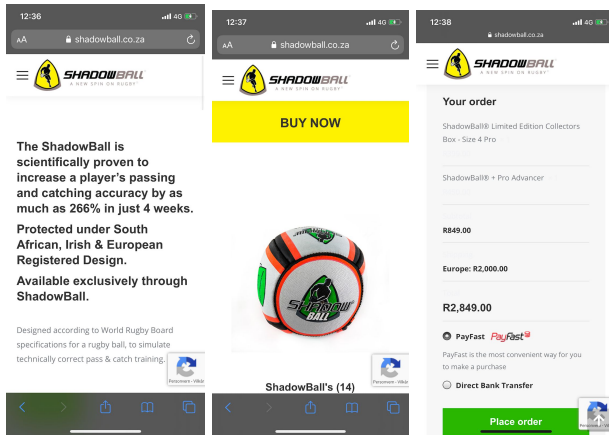 12:36
4G
AA
shadowball.co.za
SHADOWBALL
A NEW SPIN ON RUGBY
The ShadowBall is
scientifically proven to
increase a player's passing
and catching accuracy by as
much as 266% in just 4 weeks.
Protected under South
African, Irish & European
Registered Design.
Available exclusively through
ShadowBall.
Designed according to World Rugby Board
specifications for a rugby ball, to simulate
technically correct pass & catch training.
Personvern - Vilkår
12:37
4G
AA
shadowball.co.za
SHADOWBALL
A NEW SPIN ON RUGBY
BUY NOW
SHADOW
BALL
ShadowBall's (14)
Personvern - Vilkår
12:38
4G
shadowball.co.za
SHADOWBALL
A NEW SPIN ON RUGBY
Your order
ShadowBall® Limited Edition Collectors
Box - Size 4 Pro
ShadowBall® + Pro Advancer
R849.00
Europe: R2,000.00
R2,849.00
PayFast PayFast
PayFast is the most convenient way for you
to make a purchase
Direct Bank Transfer
Place order